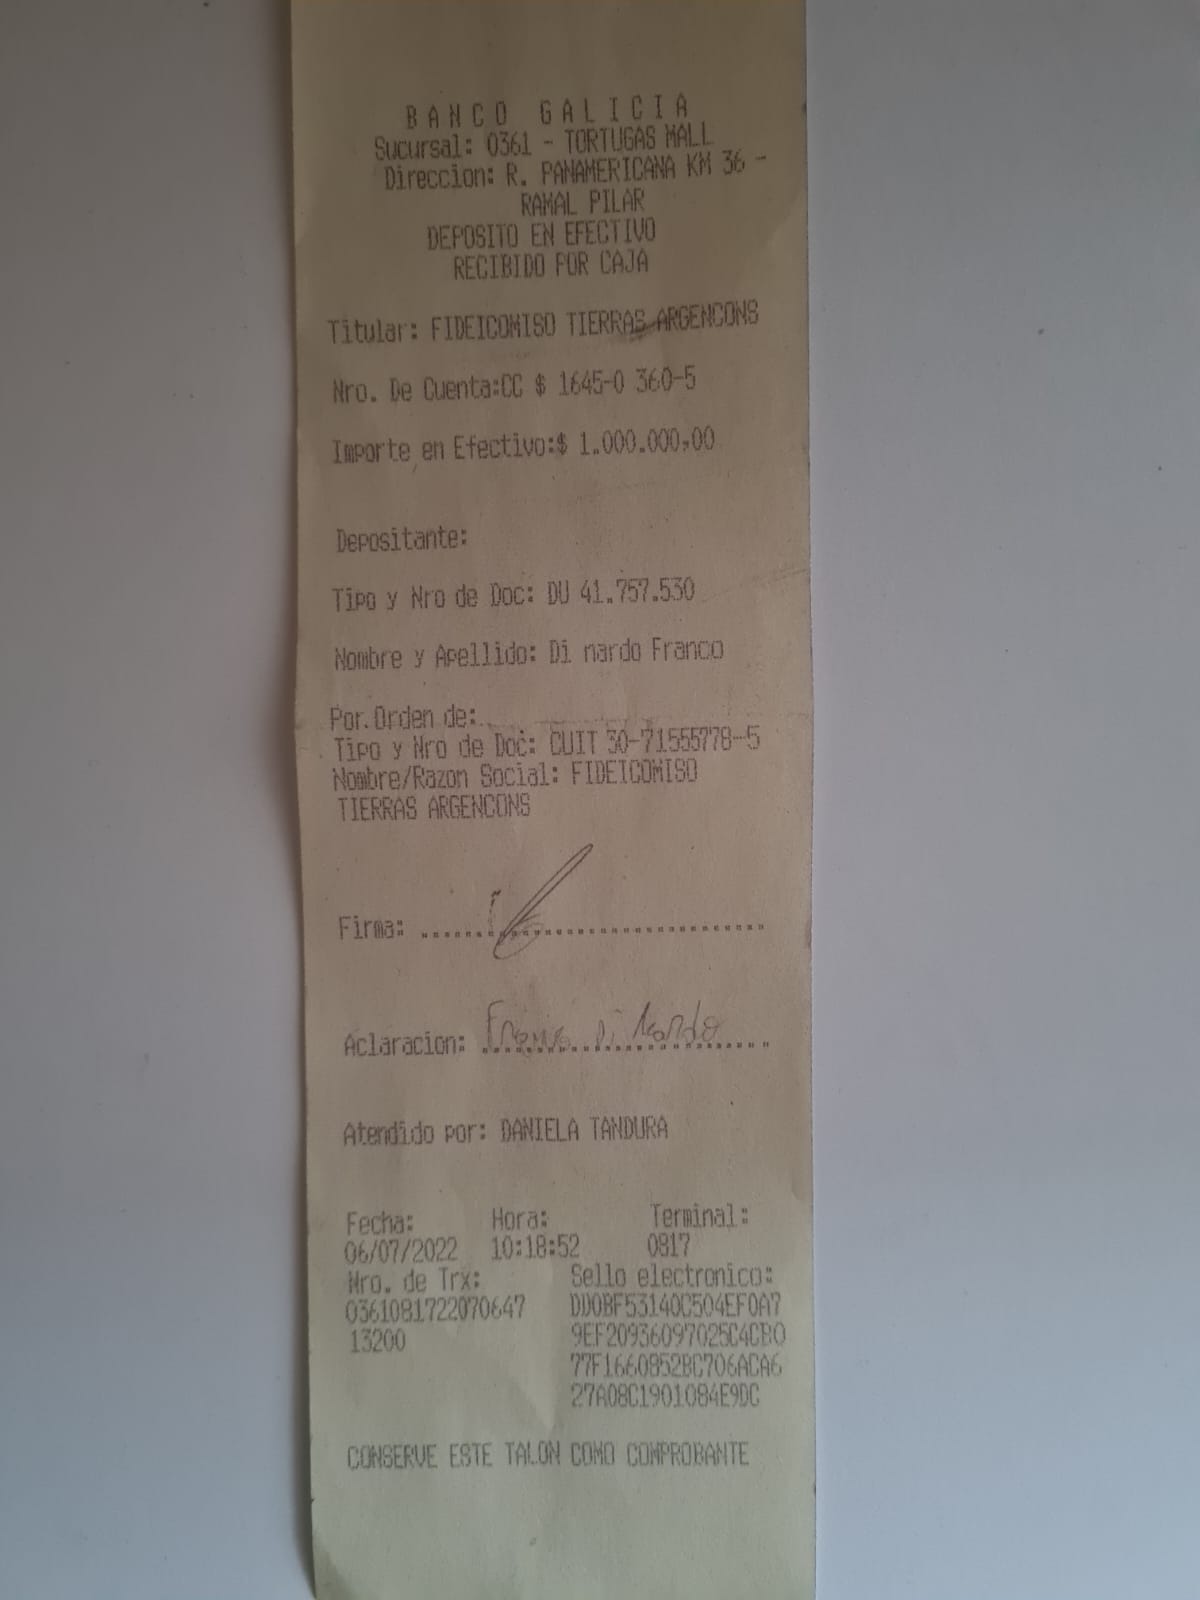 BANCO GALICIA
Sucursal: 0361 - TORTUGAS MALL
Direccion: R. PANAMERICANA KM 36 -
RAMAL PILAR
DEPOSITO EN EFECTIVO
RECIBIDO POR CAJA
Titular: FIDEICOMISO TIERRAS ARGENCONS
Nro. De Cuenta:CC $ 1645-0 360-5
Importe en Efectivo:$ 1.000.000,00
Depositante:
Tipo y Nro de Doc: DU 41.757.530
Nombre y Apellido: Di nardo Franco
Por Orden de:
Tipo y Nro de Doc: CUIT 30-71555778-5
Nombre/Razon Social: FIDEICOMISO
TIERRAS ARGENCONS
Firma:
Aclaracion: Franco Di Nardo
Atendido por: DANIELA TANDURA
Fecha: Hora: Terminal:
06/07/2022 10:18:52 0817
Nro. de Trx: Sello electronico:
0361081722070647 DD0BF53140C504EF0A7
13200 9EF20936097025C4CB0
77F1660852BC706ACA6
27A08C1901084E9DC
CONSERVE ESTE TALON COMO COMPROBANTE